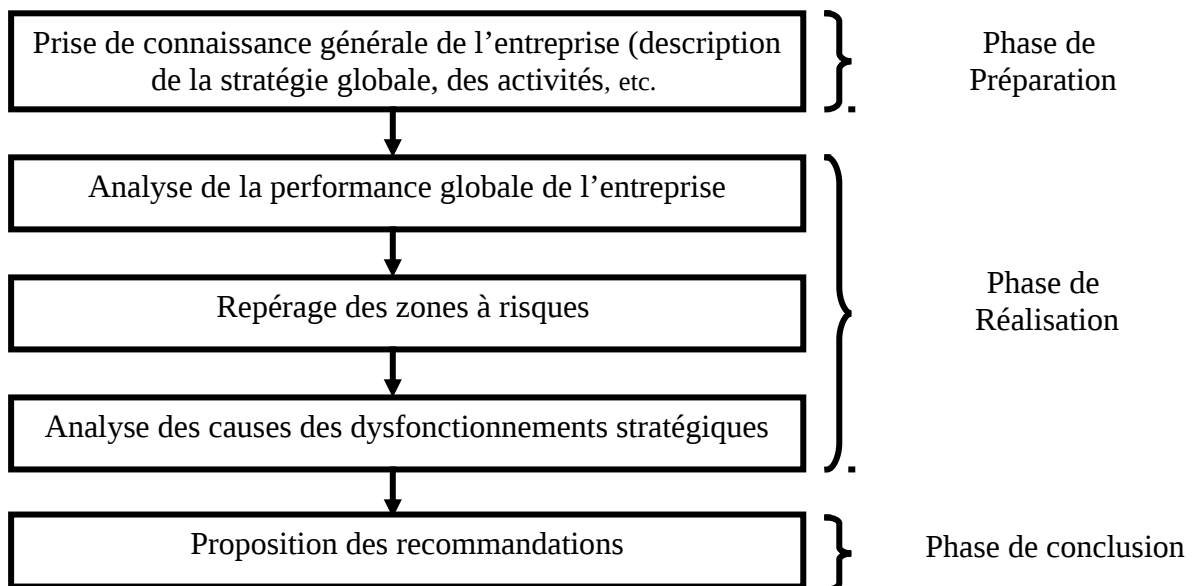 Prise de connaissance générale de l’entreprise (description
de la stratégie globale, des activités, etc.
Phase de
Préparation
Analyse de la performance globale de l’entreprise
Repérage des zones à risques
Analyse des causes des dysfonctionnements stratégiques
Phase de
Réalisation
Proposition des recommandations
Phase de conclusion